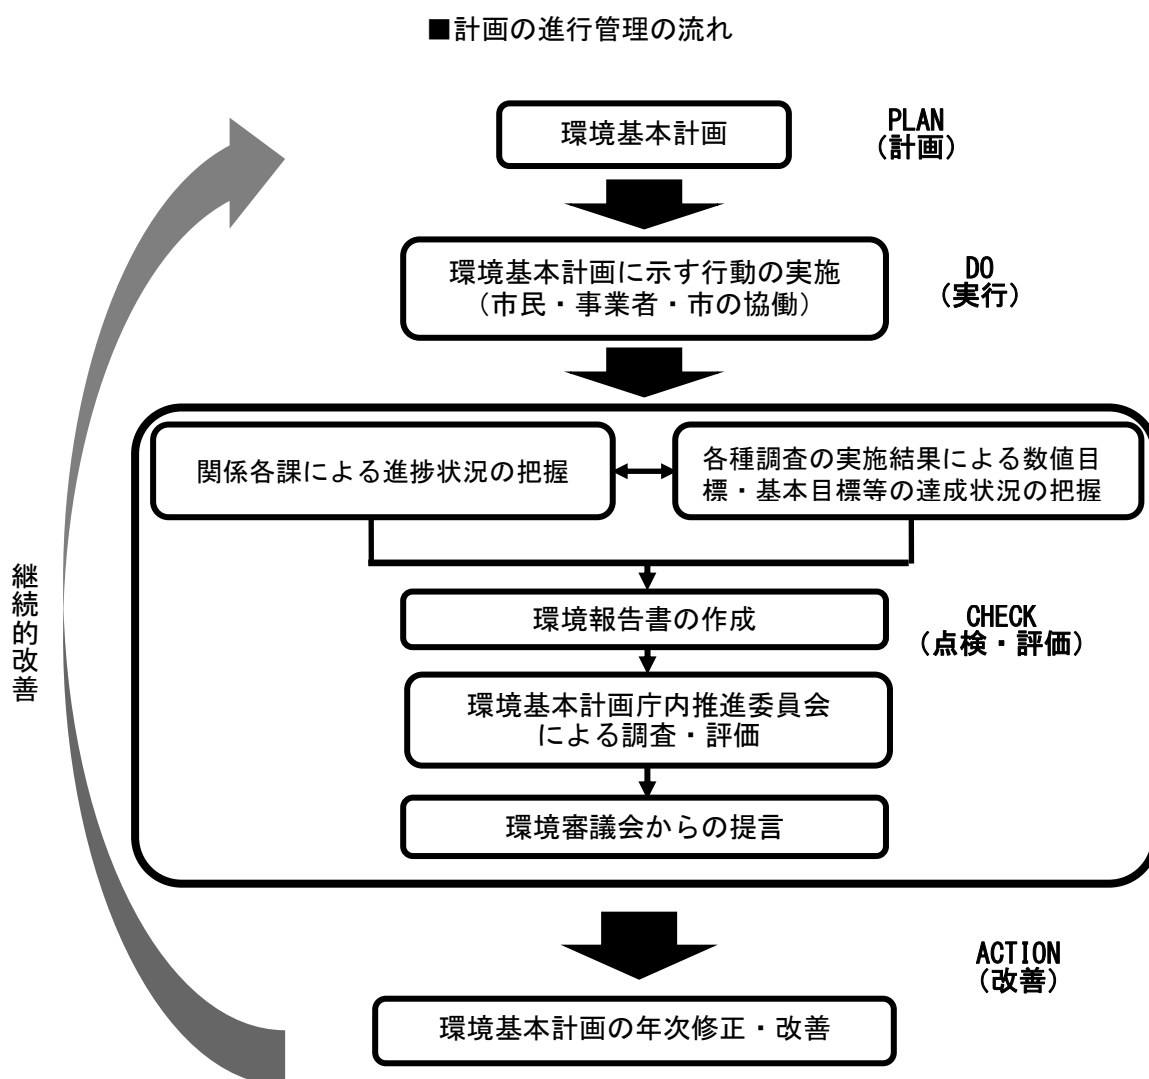 ■計画の進行管理の流れ
環境基本計画
PLAN
(計画)
環境基本計画に示す行動の実施
(市民・事業者・市の協働)
DO
(実行)
関係各課による進捗状況の把握
各種調査の実施結果による数値目
標・基本目標等の達成状況の把握
環境報告書の作成
CHECK
(点検・評価)
環境基本計画庁内推進委員会
による調査・評価
環境審議会からの提言
ACTION
(改善)
環境基本計画の年次修正・改善
継続的改善